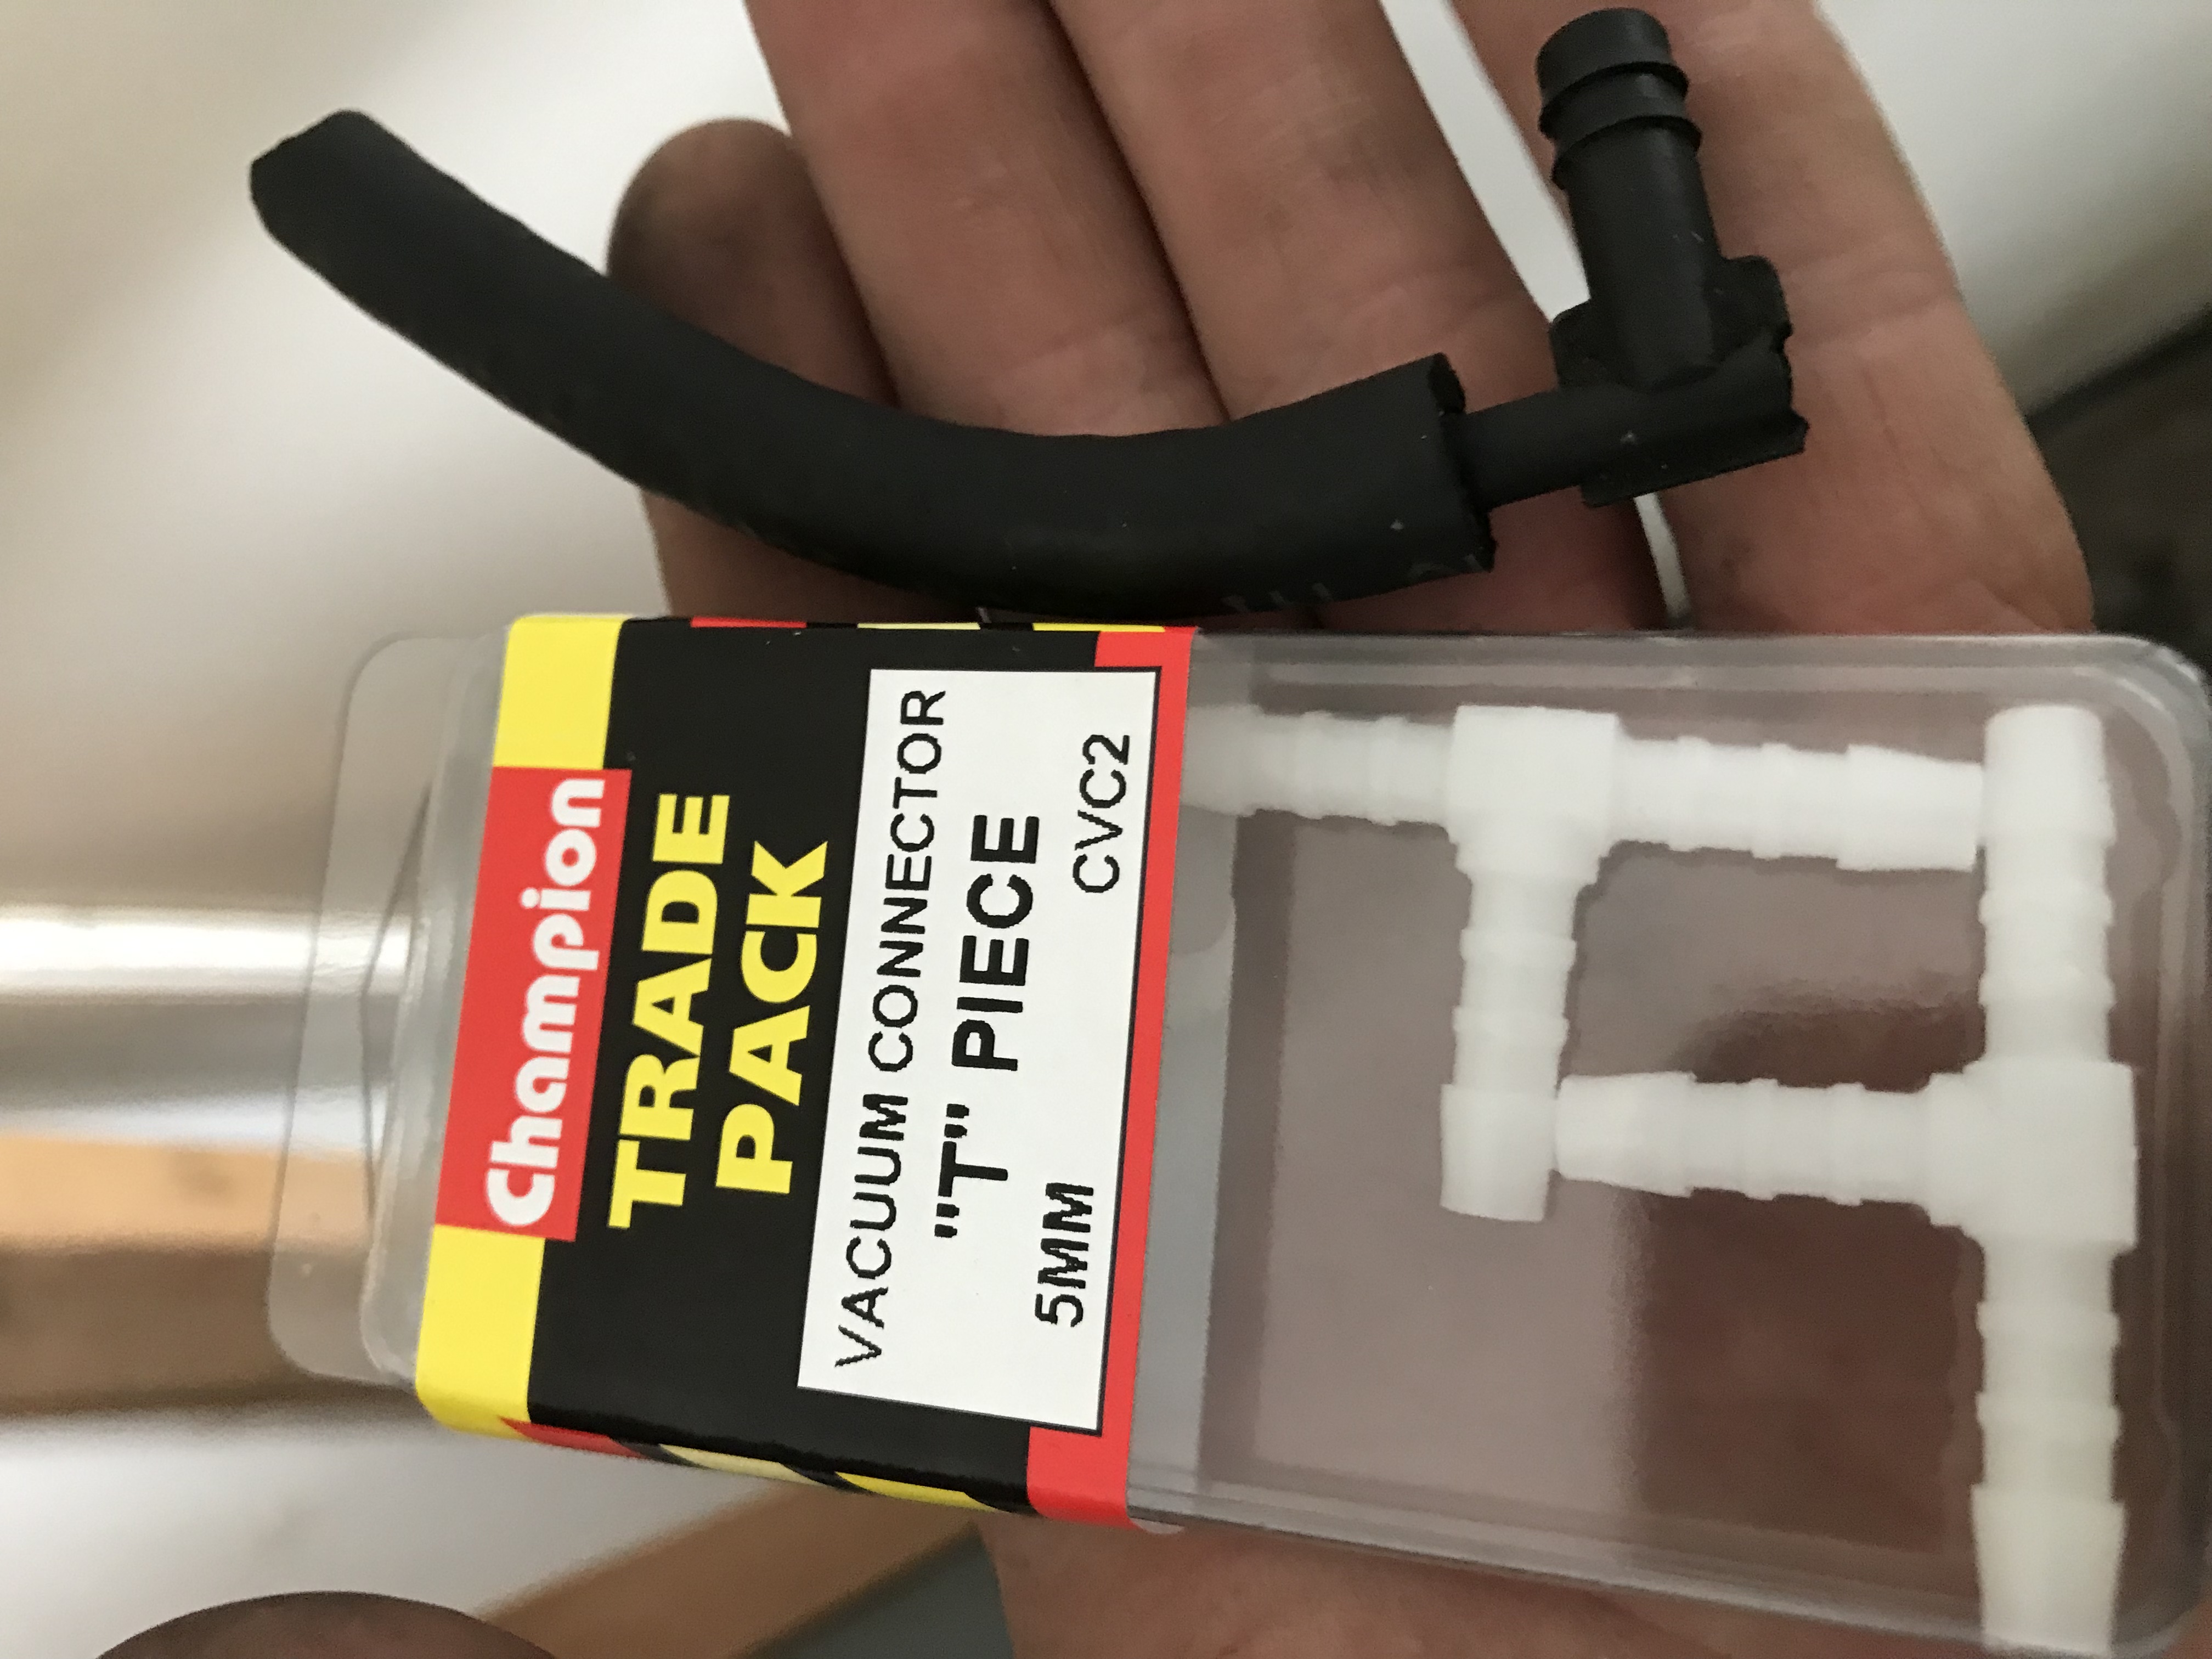 Champion
TRADE
PACK
VACUUM CONNECTOR
"T" PIECE
5MM CVC2